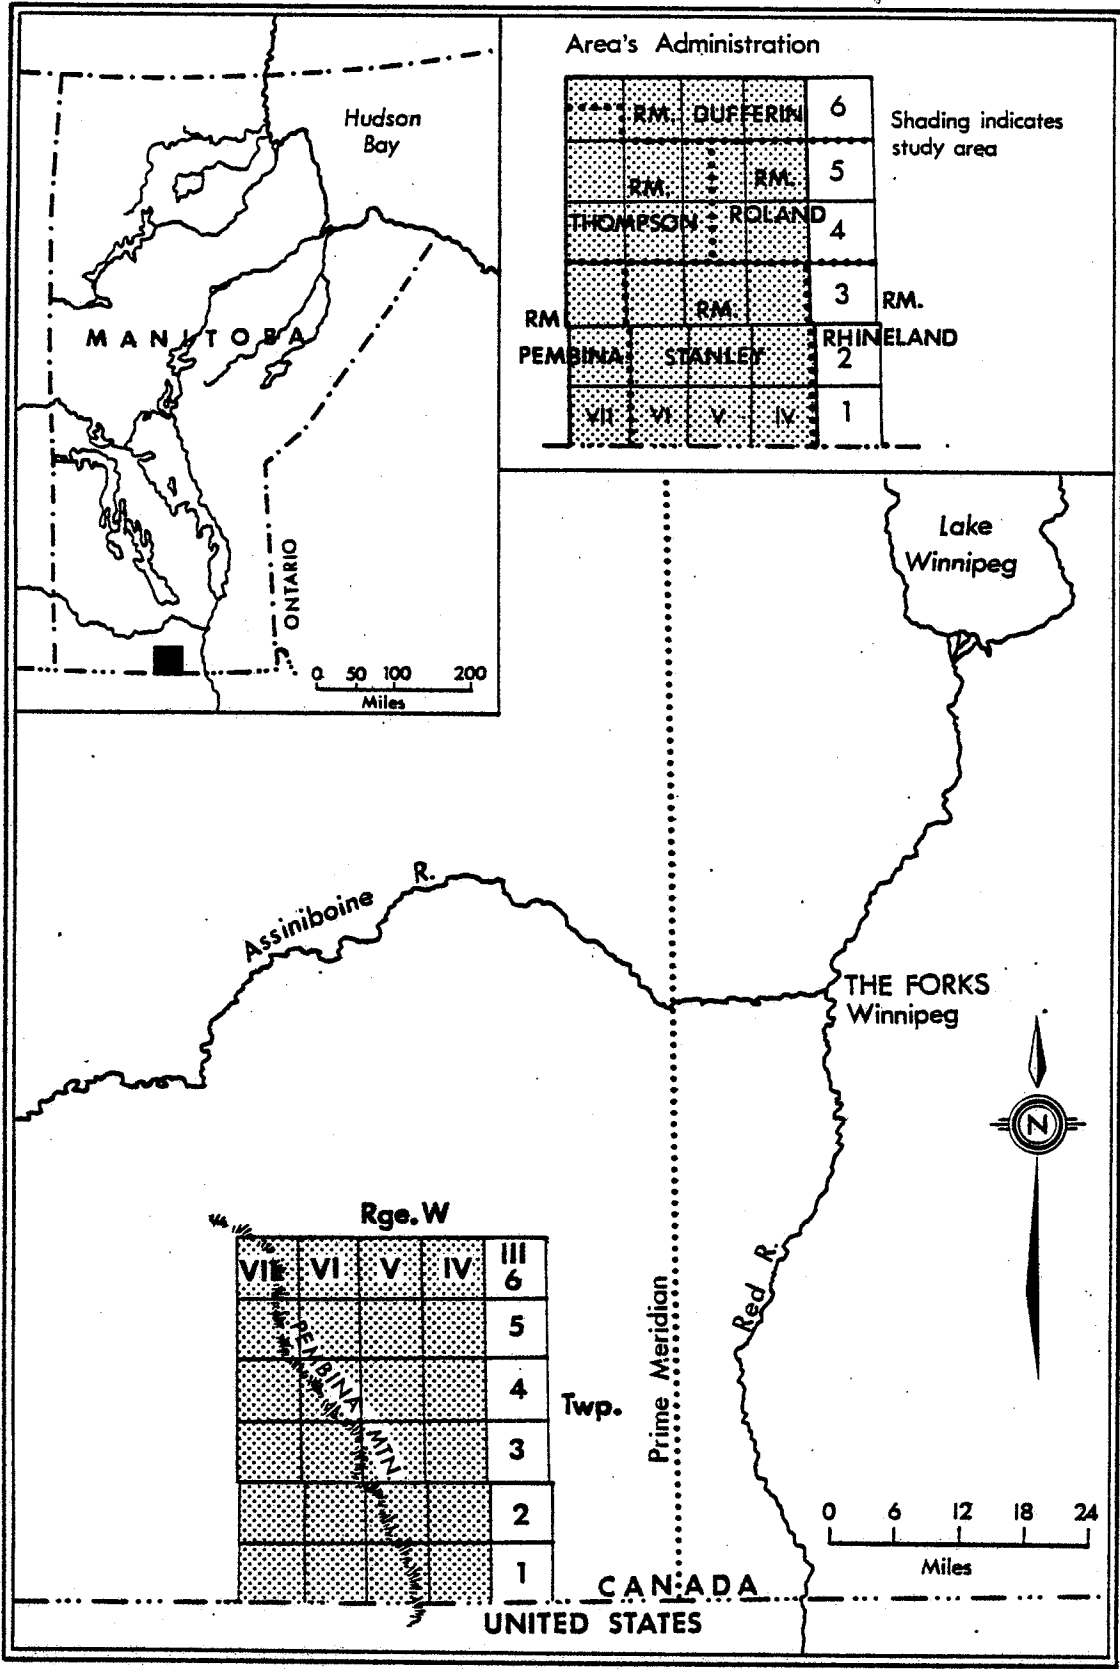 Hudson
Bay
MANITOBA
ONTARIO
0 50 100 200
Miles
Area's Administration
Shading indicates
study area
RM. DUFFERIN 6
5
RM. RM.
THOMPSON ROLAND
4
3
RM. RM. RM.
PEMBINA STANLEY RHINELAND
2
VII VI V IV 1
Lake
Winnipeg
Assiniboine R.
THE FORKS
Winnipeg
N
Red R.
Prime Meridian
Rge. W
VII VI V IV III
6
5
4
3
2
1
PEMBINA MTN.
Twp.
0 6 12 18 24
Miles
CANADA
UNITED STATES